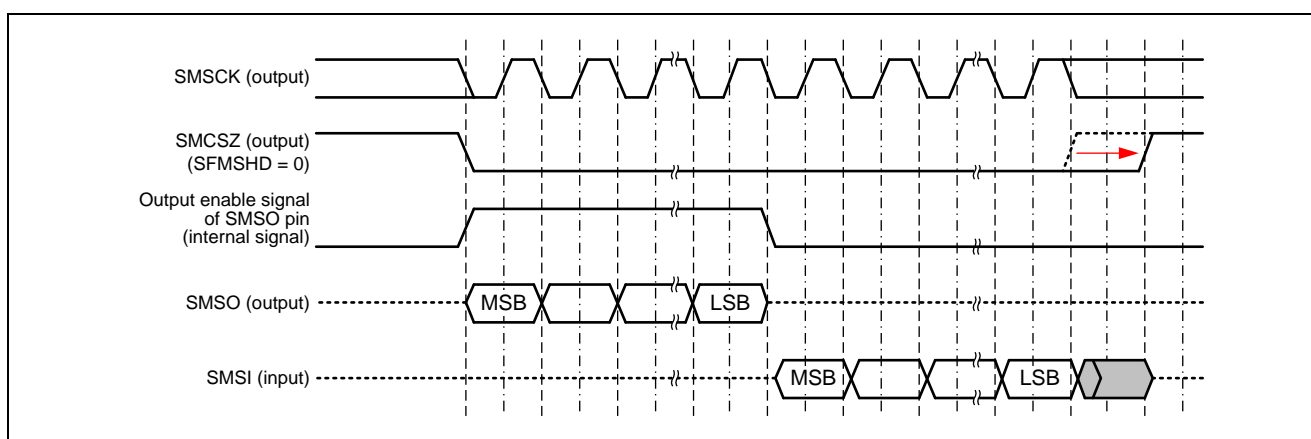 SMSCK (output)
SMCSZ (output)
(SFMSHD = 0)
Output enable signal
of SMSO pin
(internal signal)
SMSO (output)
MSB
LSB
SMSI (input)
MSB
LSB